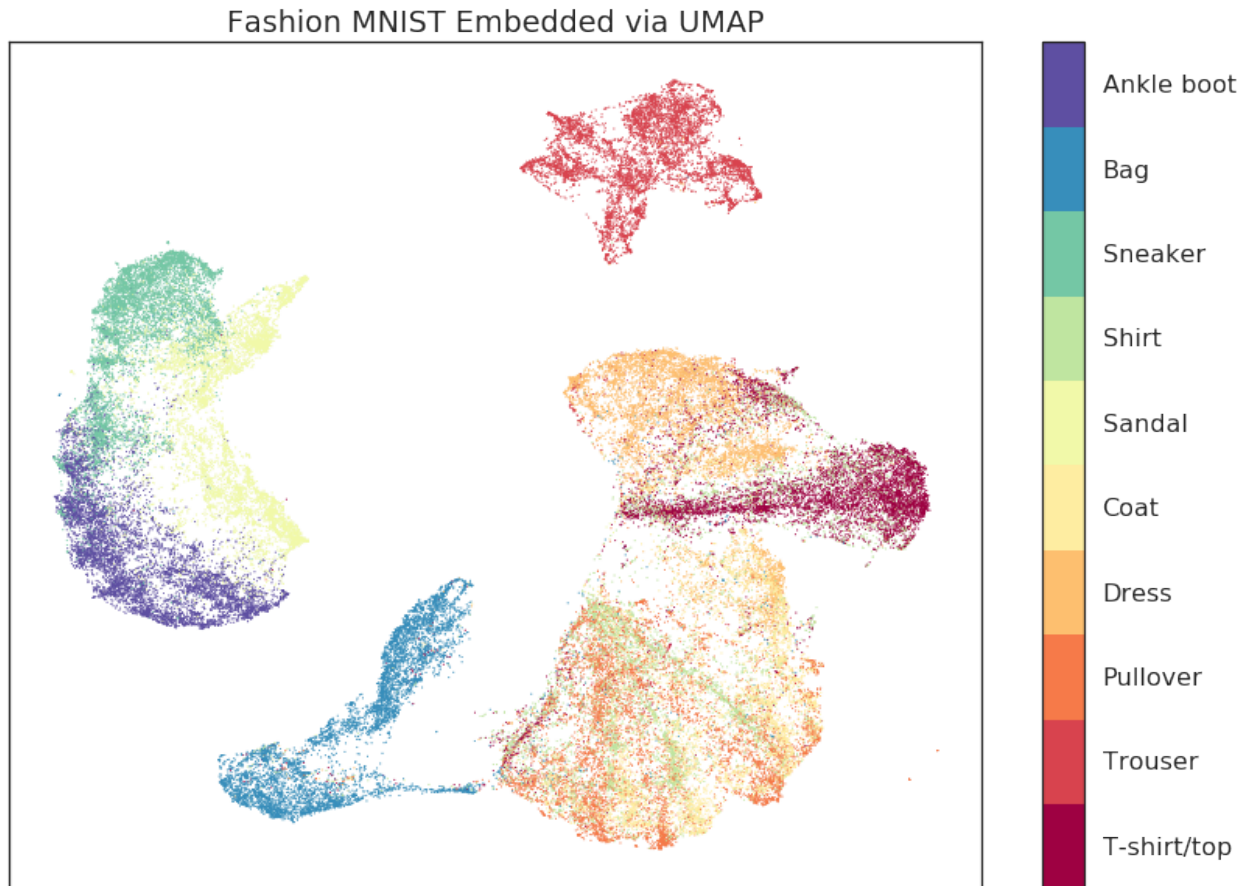 Fashion MNIST Embedded via UMAP
Ankle boot
Bag
Sneaker
Shirt
Sandal
Coat
Dress
Pullover
Trouser
T-shirt/top